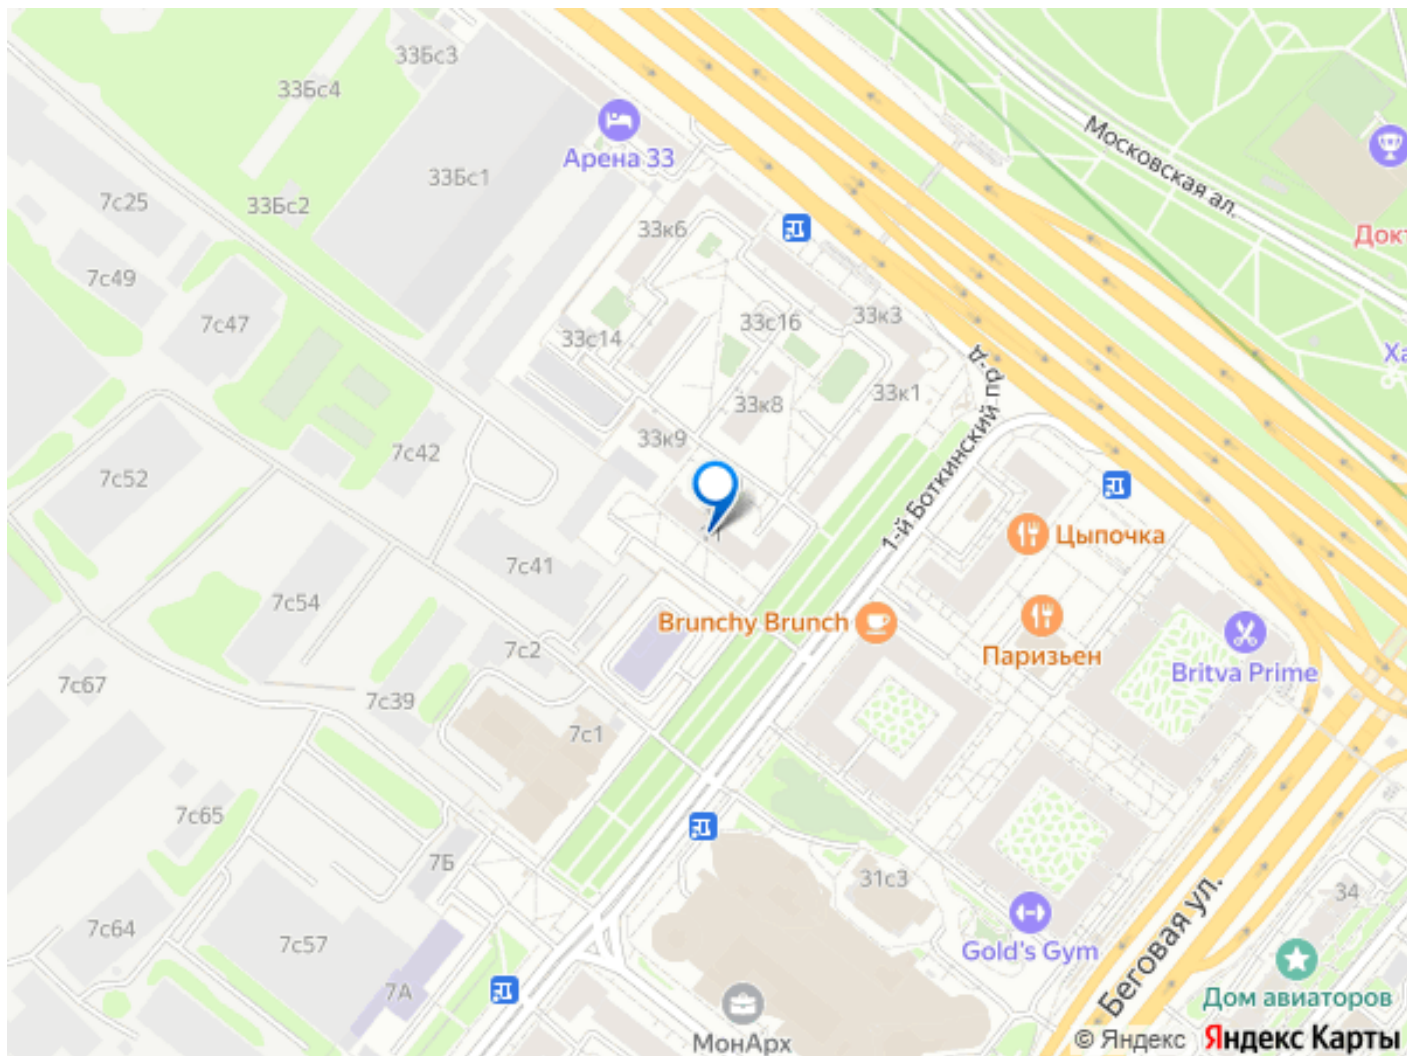 33Бс3
33Бс4
Арена 33
33Бс1
7с25
33Бс2
33к6
7с49
7с47
33с14
33с16
33к3
33к8
33к1
33к9
7с42
7с52
Московская ал.
Докт
Ха
1-й Боткинский пр-д
Цыпочка
7с41
7с54
7с2
Brunchy Brunch
Паризьен
Britva Prime
7с67
7с39
7с1
7с65
7Б
31с3
34
7с64
7с57
7А
Gold's Gym
Беговая ул.
Дом авиаторов
МонАрх
© Яндекс Яндекс Карты